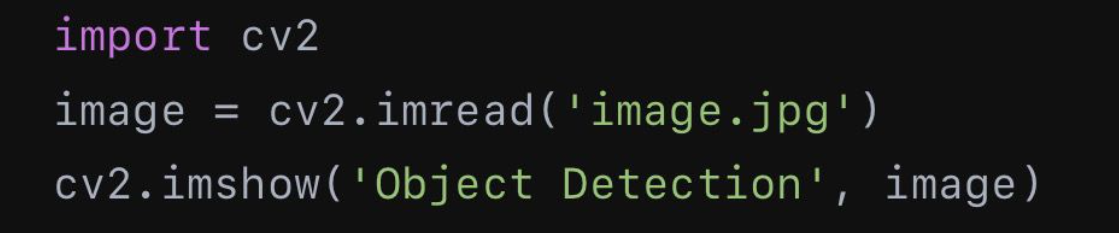 import cv2
image = cv2.imread('image.jpg')
cv2.imshow('Object Detection', image)